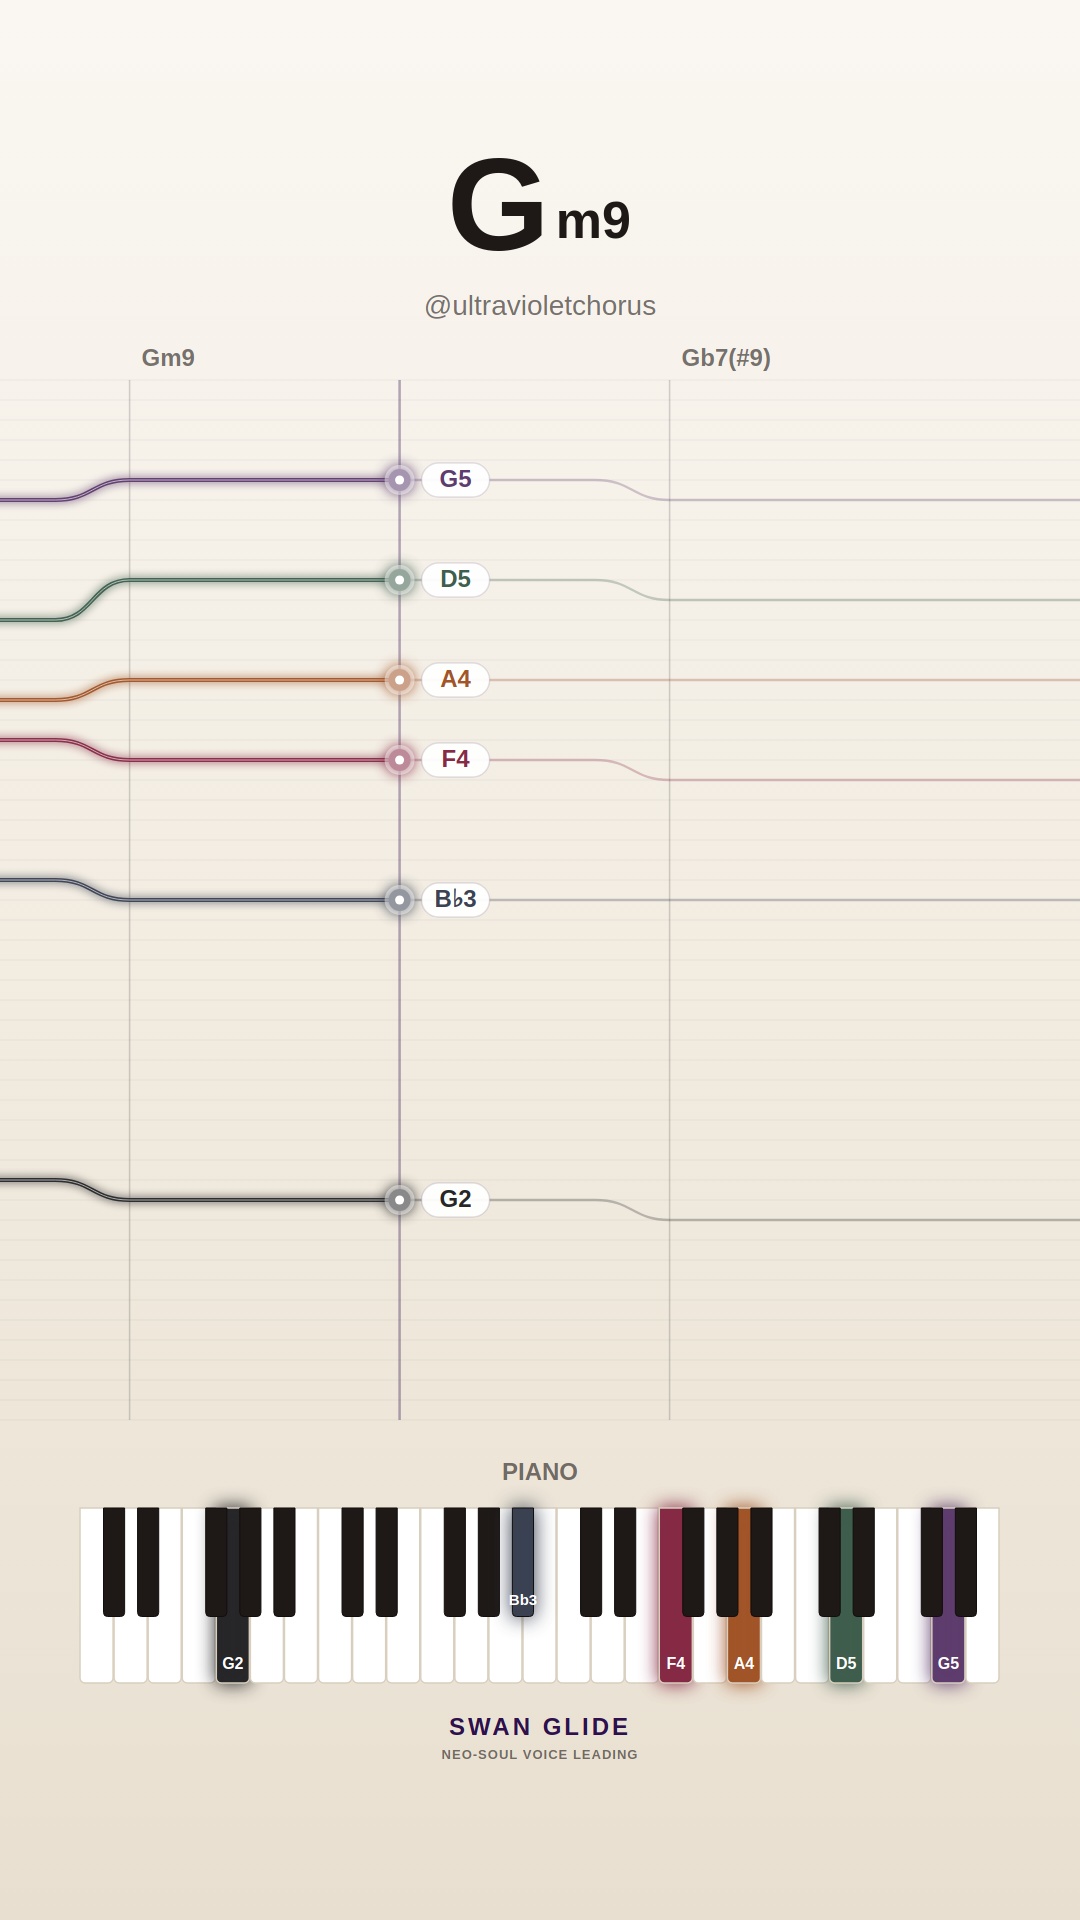 Gm9
@ultravioletchorus
Gm9 Gb7(#9)
G5
D5
A4
F4
B♭3
G2
PIANO
Bb3
G2 F4 A4 D5 G5
SWAN GLIDE
NEO-SOUL VOICE LEADING